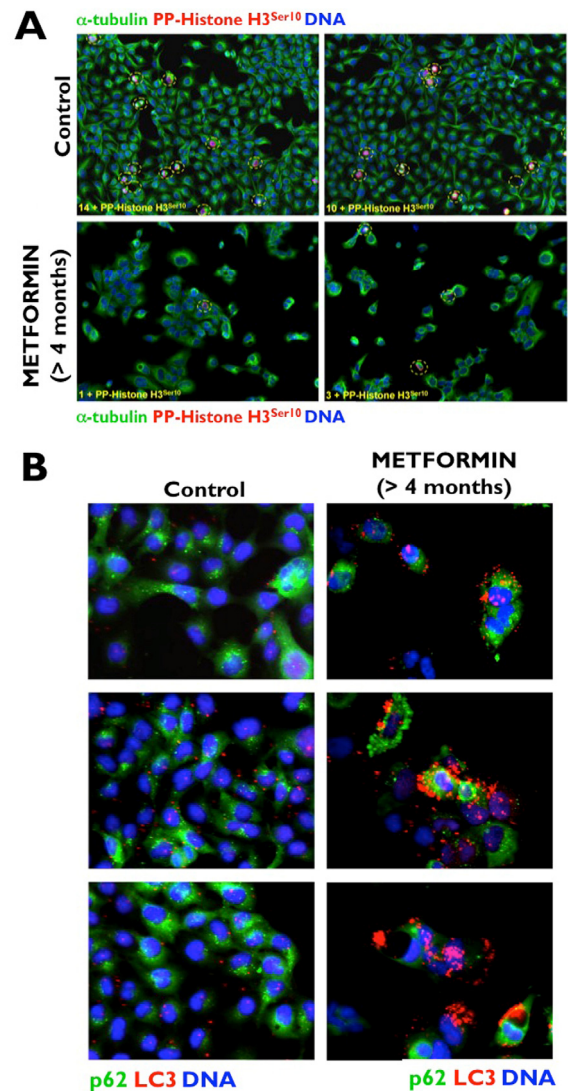 A
α-tubulin PP-Histone H3Ser10 DNA
Control
14 + PP-Histone H3Ser10
10 + PP-Histone H3Ser10
METFORMIN
(> 4 months)
1 + PP-Histone H3Ser10
3 + PP-Histone H3Ser10
α-tubulin PP-Histone H3Ser10 DNA
B
Control
METFORMIN
(> 4 months)
p62 LC3 DNA
p62 LC3 DNA